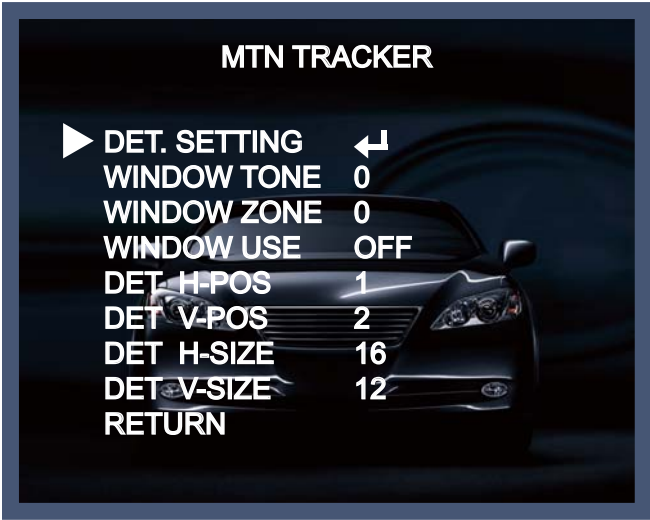 MTN TRACKER
DET. SETTING ↲
WINDOW TONE 0
WINDOW ZONE 0
WINDOW USE OFF
DET H-POS 1
DET V-POS 2
DET H-SIZE 16
DET V-SIZE 12
RETURN